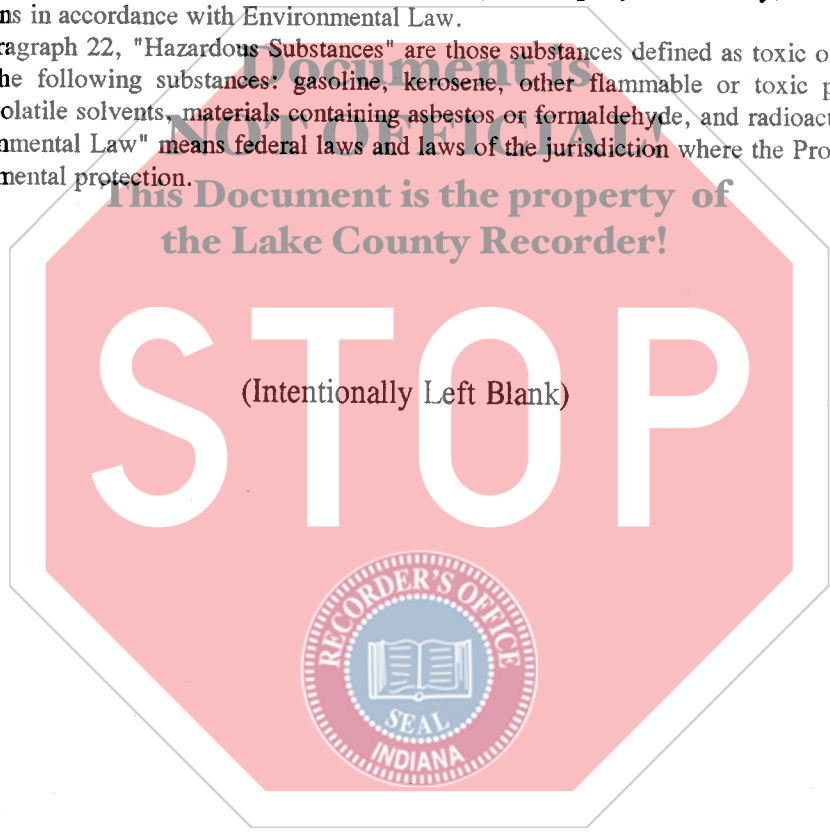 ns in accordance with Environmental Law.
ragraph 22, "Hazardous Substances" are those substances defined as toxic o
he following substances: gasoline, kerosene, other flammable or toxic p
olatile solvents, materials containing asbestos or formaldehyde, and radioact
nmental Law" means federal laws and laws of the jurisdiction where the Pro
mental protection.
Document is
NOT OFFICIAL!
This Document is the property of
the Lake County Recorder!
STOP
(Intentionally Left Blank)
RECORDER'S OFFICE
SEAL
INDIANA